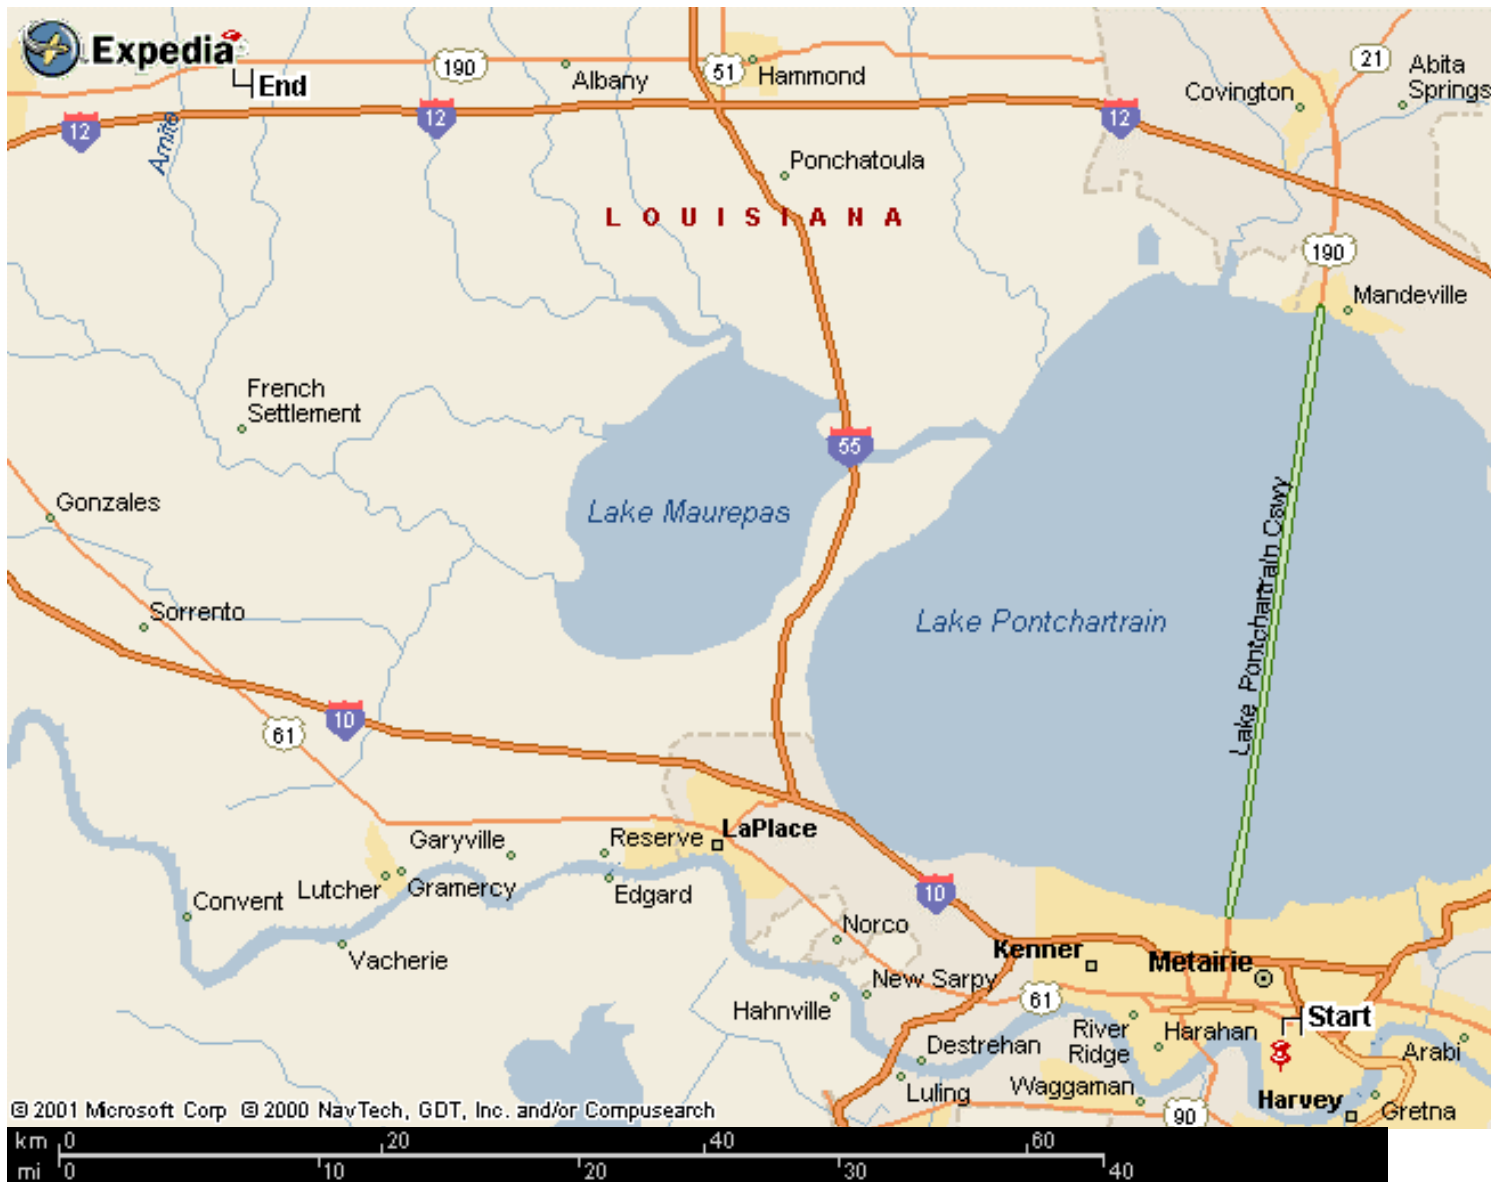 Expedia
End
190
Albany
51
Hammond
21
Abita
Springs
Covington
12
12
12
Amite
Ponchatoula
LOUISIANA
190
Mandeville
French
Settlement
55
Gonzales
Lake Maurepas
Lake Pontchartrain Cswy
Sorrento
Lake Pontchartrain
10
61
LaPlace
Garyville
Reserve
Lutcher
Gramercy
Edgard
10
Convent
Norco
Kenner
Metairie
Vacherie
New Sarpy
61
Hahnville
Start
River
Ridge
Harahan
Destrehan
Arabi
Luling
Waggaman
Harvey
Gretna
90
© 2001 Microsoft Corp © 2000 NavTech, GDT, Inc. and/or Compusearch
km 0 20 40 60
mi 0 10 20 30 40